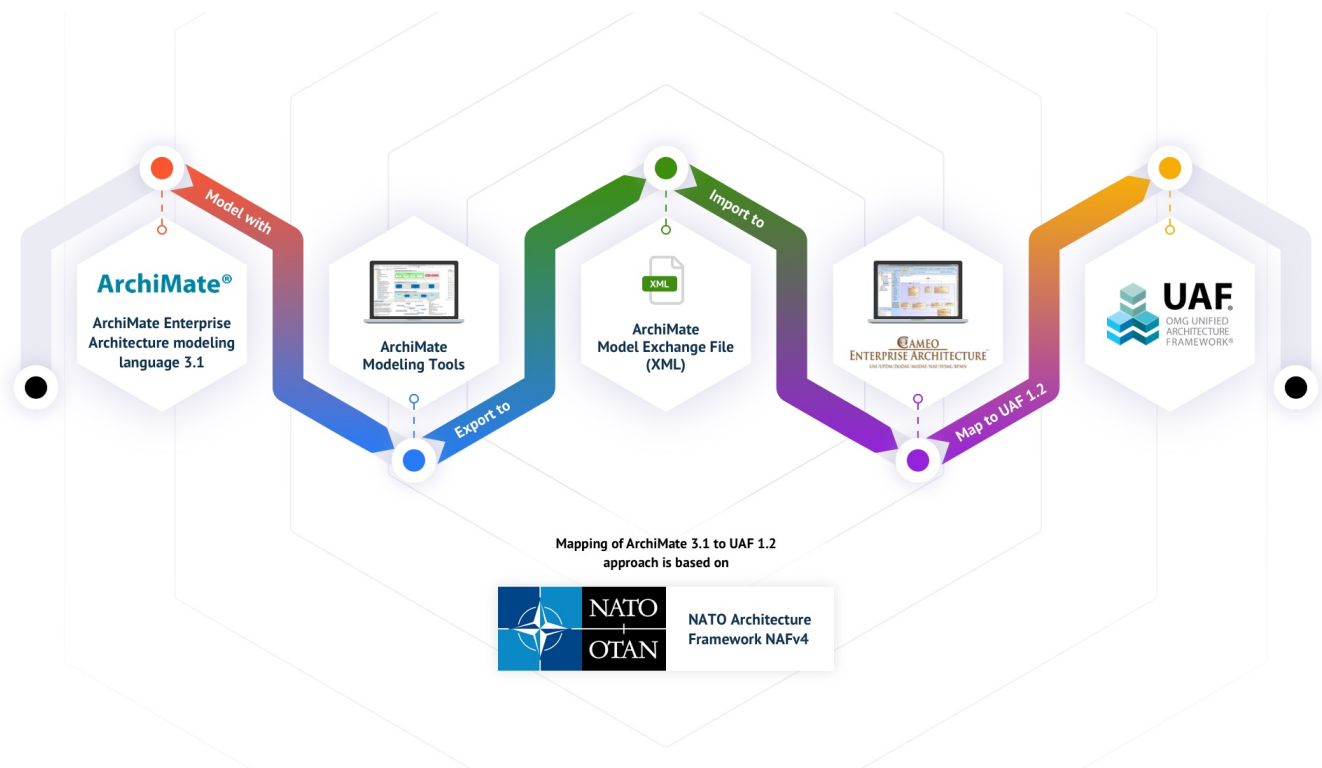 Model with
ArchiMate®
ArchiMate Enterprise
Architecture modeling
language 3.1
ArchiMate
Modeling Tools
Export to
XML
ArchiMate
Model Exchange File
(XML)
Import to
CAMEO
ENTERPRISE ARCHITECTURE™
Map to UAF 1.2
UAF®
OMG UNIFIED
ARCHITECTURE
FRAMEWORK®
Mapping of ArchiMate 3.1 to UAF 1.2
approach is based on
NATO
OTAN
NATO Architecture
Framework NAFv4